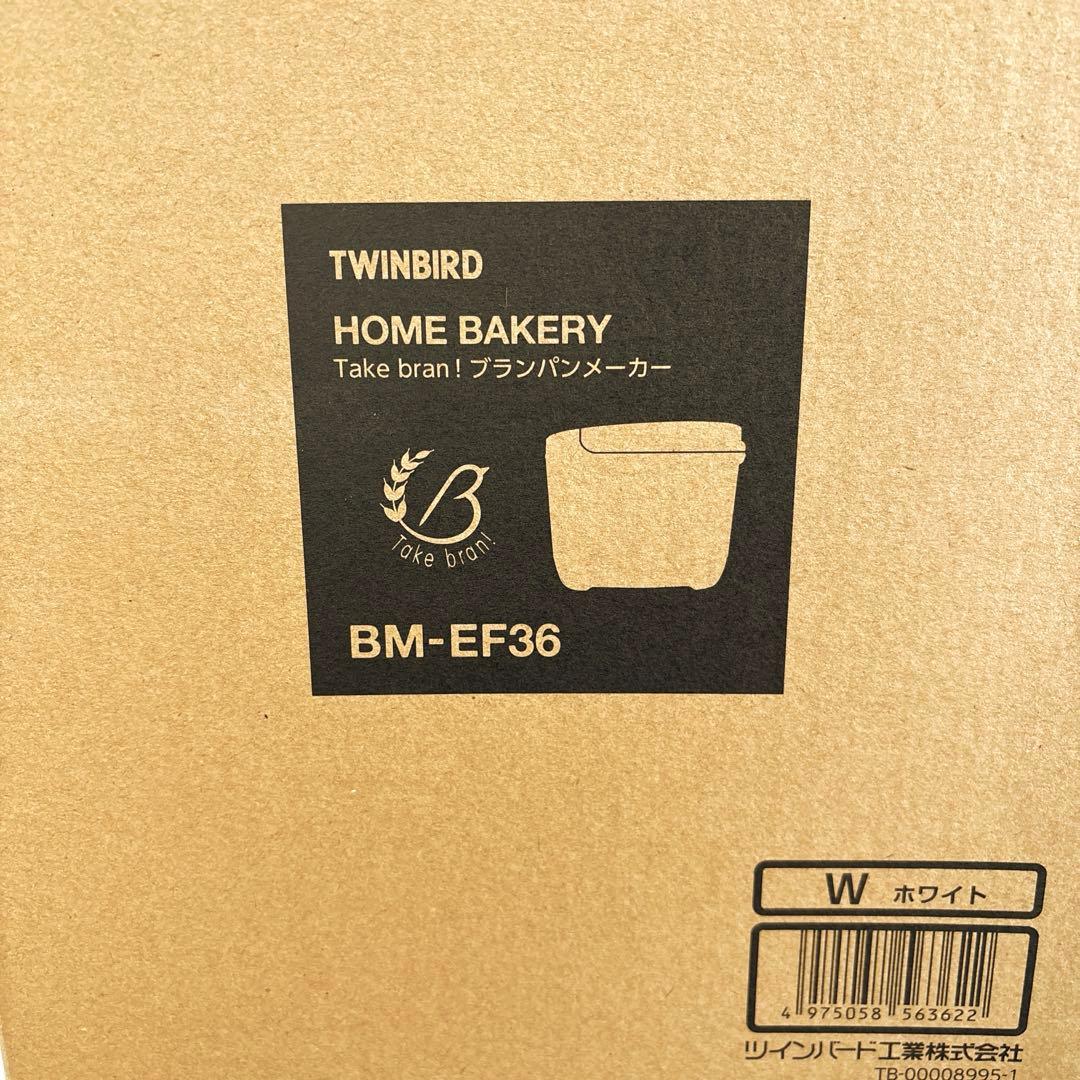 TWINBIRD
HOME BAKERY
Take bran! ブランパンメーカー
Take bran!
BM-EF36
W ホワイト
4 975058 563622
ツインバード工業株式会社
TB-00008995-1